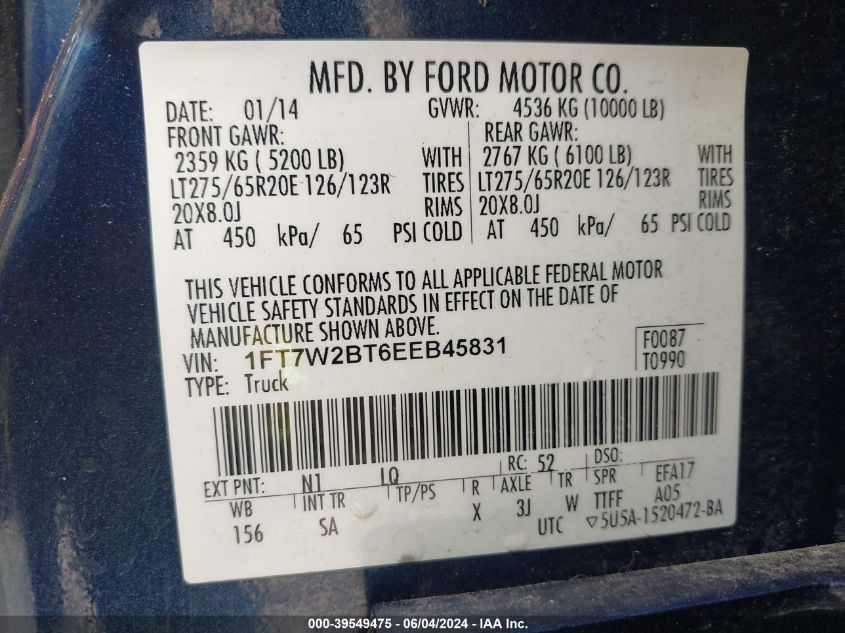 MFD. BY FORD MOTOR CO.
DATE: 01/14 GVWR: 4536 KG (10000 LB)
FRONT GAWR: REAR GAWR:
2359 KG ( 5200 LB) WITH 2767 KG ( 6100 LB) WITH
LT275/65R20E 126/123R TIRES LT275/65R20E 126/123R TIRES
20X8.0J RIMS 20X8.0J RIMS
AT 450 kPa/ 65 PSI COLD AT 450 kPa/ 65 PSI COLD
THIS VEHICLE CONFORMS TO ALL APPLICABLE FEDERAL MOTOR
VEHICLE SAFETY STANDARDS IN EFFECT ON THE DATE OF
MANUFACTURE SHOWN ABOVE.
VIN: 1FT7W2BT6EEB45831 F0087
TYPE: Truck T0990
EXT PNT: N1 LQ RC: 52 DSO:
WB INT TR TP/PS R AXLE TR SPR EFA17
156 SA X 3J W TTFF A05
UTC ▽5U5A-1520472-BA
000-39549475 - 06/04/2024 - IAAI Inc.